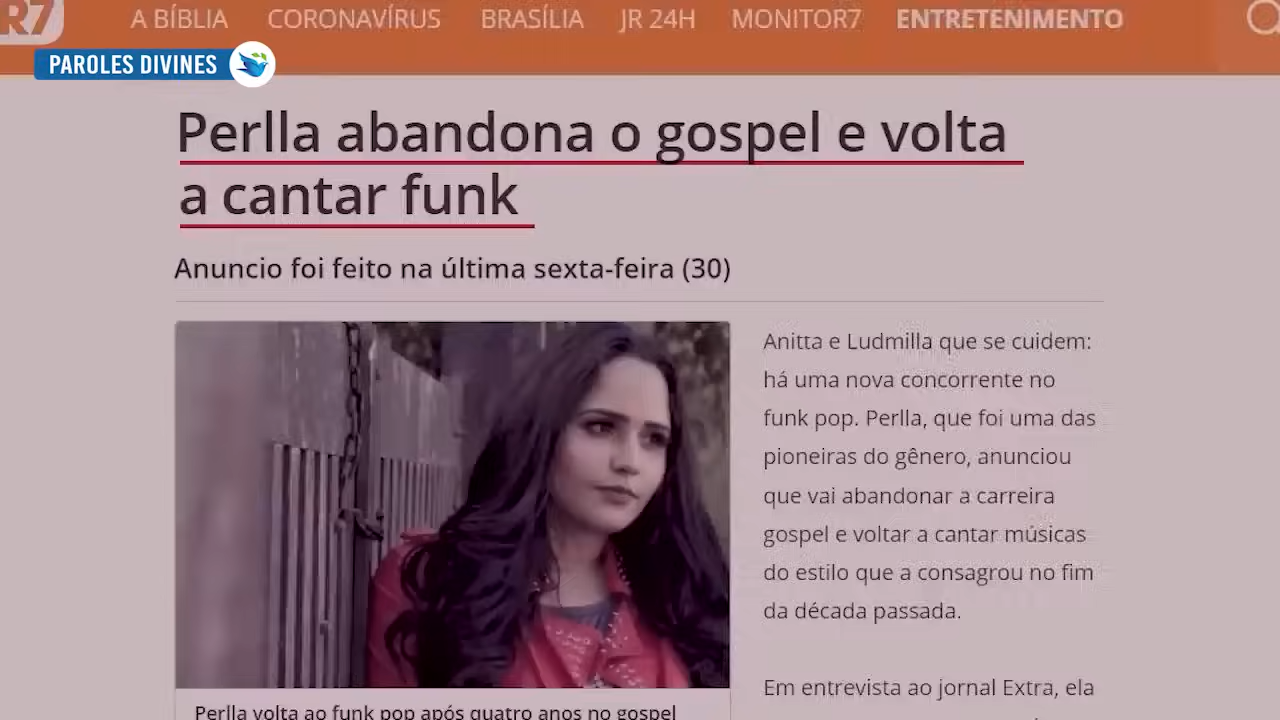 R7
A BÍBLIA CORONAVÍRUS BRASÍLIA JR 24H MONITOR7 ENTRETENIMENTO
PAROLES DIVINES
Perlla abandona o gospel e volta
a cantar funk
Anuncio foi feito na última sexta-feira (30)
Anitta e Ludmilla que se cuidem:
há uma nova concorrente no
funk pop. Perlla, que foi uma das
pioneiras do gênero, anunciou
que vai abandonar a carreira
gospel e voltar a cantar músicas
do estilo que a consagrou no fim
da década passada.
Em entrevista ao jornal Extra, ela
Perlla volta ao funk pop após quatro anos no gospel